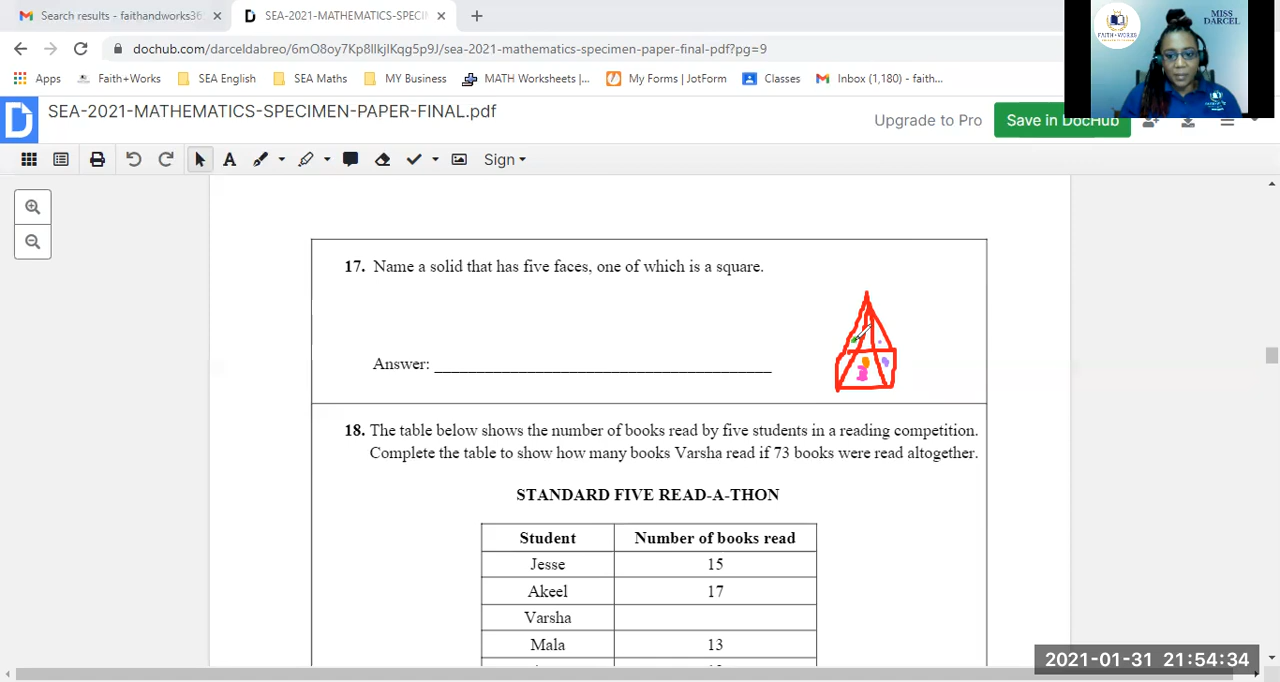 Search results - faithandworks36
SEA-2021-MATHEMATICS-SPECIM
dochub.com/darceldabreo/6mO8oy7Kp8llkjlKqg5p9J/sea-2021-mathematics-specimen-paper-final-pdf?pg=9
Apps
Faith+Works
SEA English
SEA Maths
MY Business
MATH Worksheets |...
My Forms | JotForm
Classes
Inbox (1,180) - faith...
FAITH+WORKS
MISS
DARCEL
SEA-2021-MATHEMATICS-SPECIMEN-PAPER-FINAL.pdf
Upgrade to Pro
Save in DocHub
Sign
17. Name a solid that has five faces, one of which is a square.
Answer: ________________________________________
18. The table below shows the number of books read by five students in a reading competition.
Complete the table to show how many books Varsha read if 73 books were read altogether.
STANDARD FIVE READ-A-THON
Student Number of books read
Jesse 15
Akeel 17
Varsha
Mala 13
2021-01-31 21:54:34